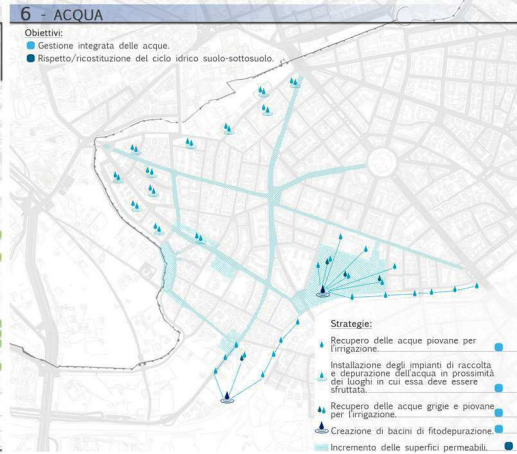 6 - ACQUA
Obiettivi:
Gestione integrata delle acque.
Rispetto/ricostituzione del ciclo idrico suolo-sottosuolo.
Strategie:
Recupero delle acque piovane per
l'irrigazione.
Installazione degli impianti di raccolta
e depurazione dell'acqua in prossimità
dei luoghi in cui essa deve essere
sfruttata.
Recupero delle acque grigie e piovane
per l'irrigazione.
Creazione di bacini di fitodepurazione.
Incremento delle superfici permeabili.